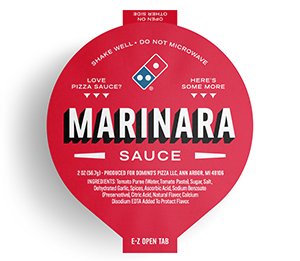 OPEN ON
OTHER SIDE
SHAKE WELL • DO NOT MICROWAVE
LOVE
PIZZA SAUCE?
HERE'S
SOME MORE
MARINARA
SAUCE
2 OZ (56.7g) • PRODUCED FOR DOMINO'S PIZZA LLC, ANN ARBOR, MI 48106
INGREDIENTS: Tomato Puree (Water, Tomato Paste), Sugar, Salt,
Dehydrated Garlic, Spices, Ascorbic Acid, Sodium Benzoate
(Preservative), Citric Acid, Natural Flavor, Calcium
Disodium EDTA Added To Protect Flavor.
E-Z OPEN TAB